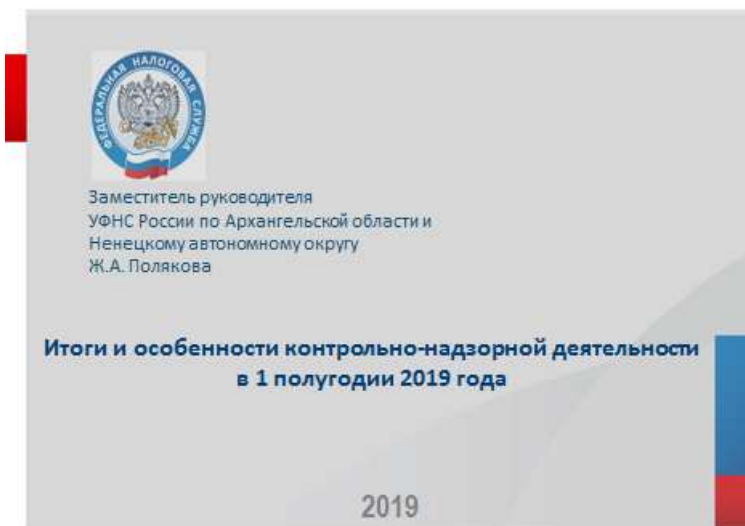 ФЕДЕРАЛЬНАЯ НАЛОГОВАЯ СЛУЖБА
Заместитель руководителя
УФНС России по Архангельской области и
Ненецкому автономному округу
Ж.А. Полякова
Итоги и особенности контрольно-надзорной деятельности
в 1 полугодии 2019 года
2019